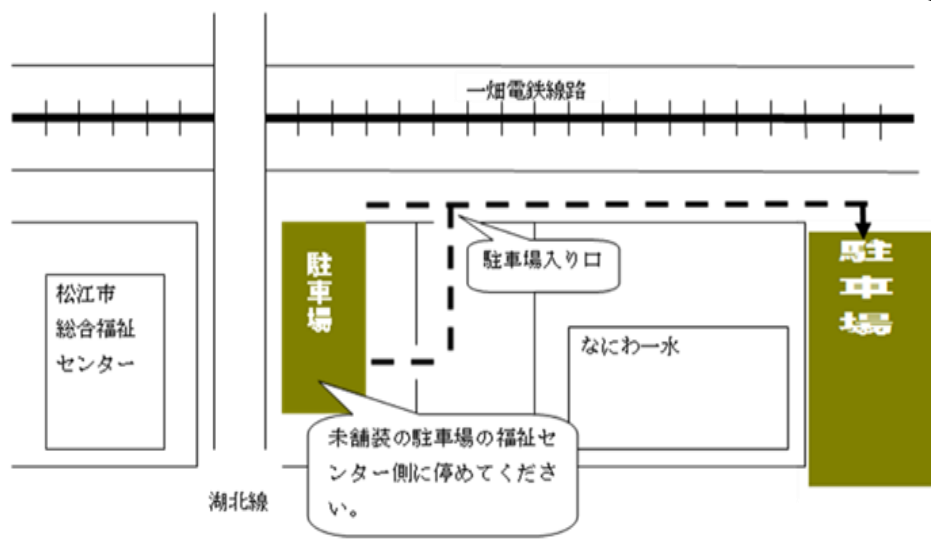 一畑電鉄線路
駐車場
駐車場入り口
駐車場
松江市
総合福祉
センター
なにわ一水
未舗装の駐車場の福祉セ
ンター側に停めてくださ
い。
湖北線